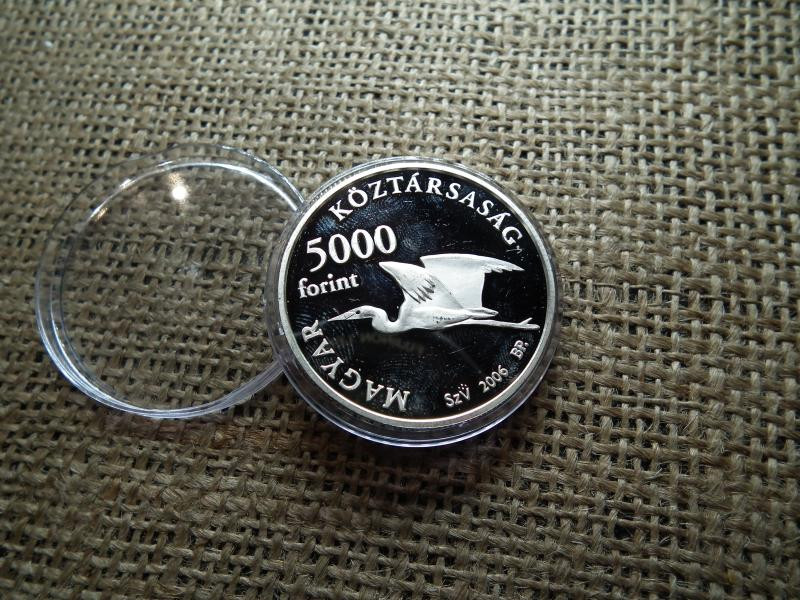 MAGYAR KÖZTÁRSASÁG
5000
forint
SzV 2006 BP.